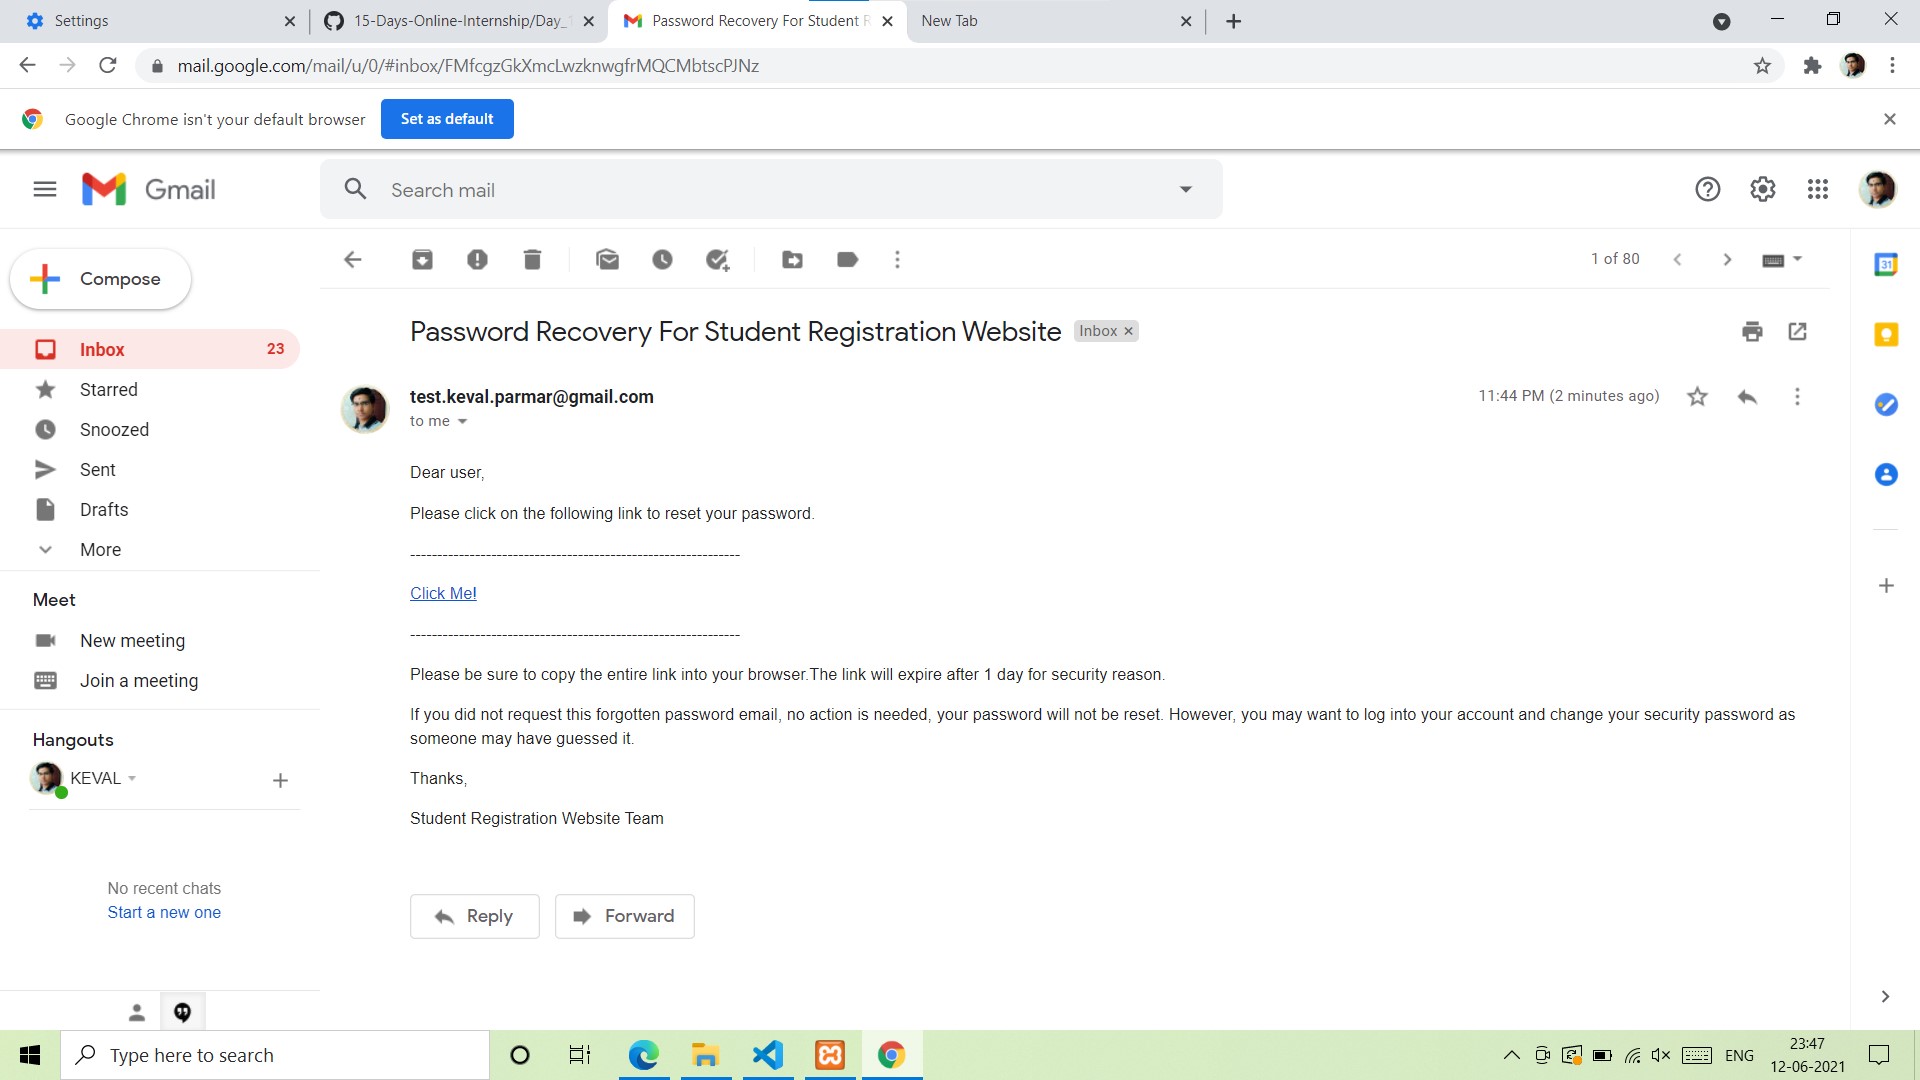 Settings
15-Days-Online-Internship/Day_
Password Recovery For Student R
New Tab
mail.google.com/mail/u/0/#inbox/FMfcgzGkXmcLwzknwgfrMQCMbtscPJNz
Google Chrome isn't your default browser
Set as default
Gmail
Search mail
Compose
1 of 80
Password Recovery For Student Registration Website
Inbox ×
Inbox
23
test.keval.parmar@gmail.com
11:44 PM (2 minutes ago)
to me
Starred
Snoozed
Sent
Drafts
More
Dear user,
Please click on the following link to reset your password.
-------------------------------------------------------------
Click Me!
-------------------------------------------------------------
Please be sure to copy the entire link into your browser.The link will expire after 1 day for security reason.
If you did not request this forgotten password email, no action is needed, your password will not be reset. However, you may want to log into your account and change your security password as
someone may have guessed it.
Thanks,
Student Registration Website Team
Meet
New meeting
Join a meeting
Hangouts
KEVAL
No recent chats
Start a new one
Reply
Forward
31
Type here to search
ENG
23:47
12-06-2021